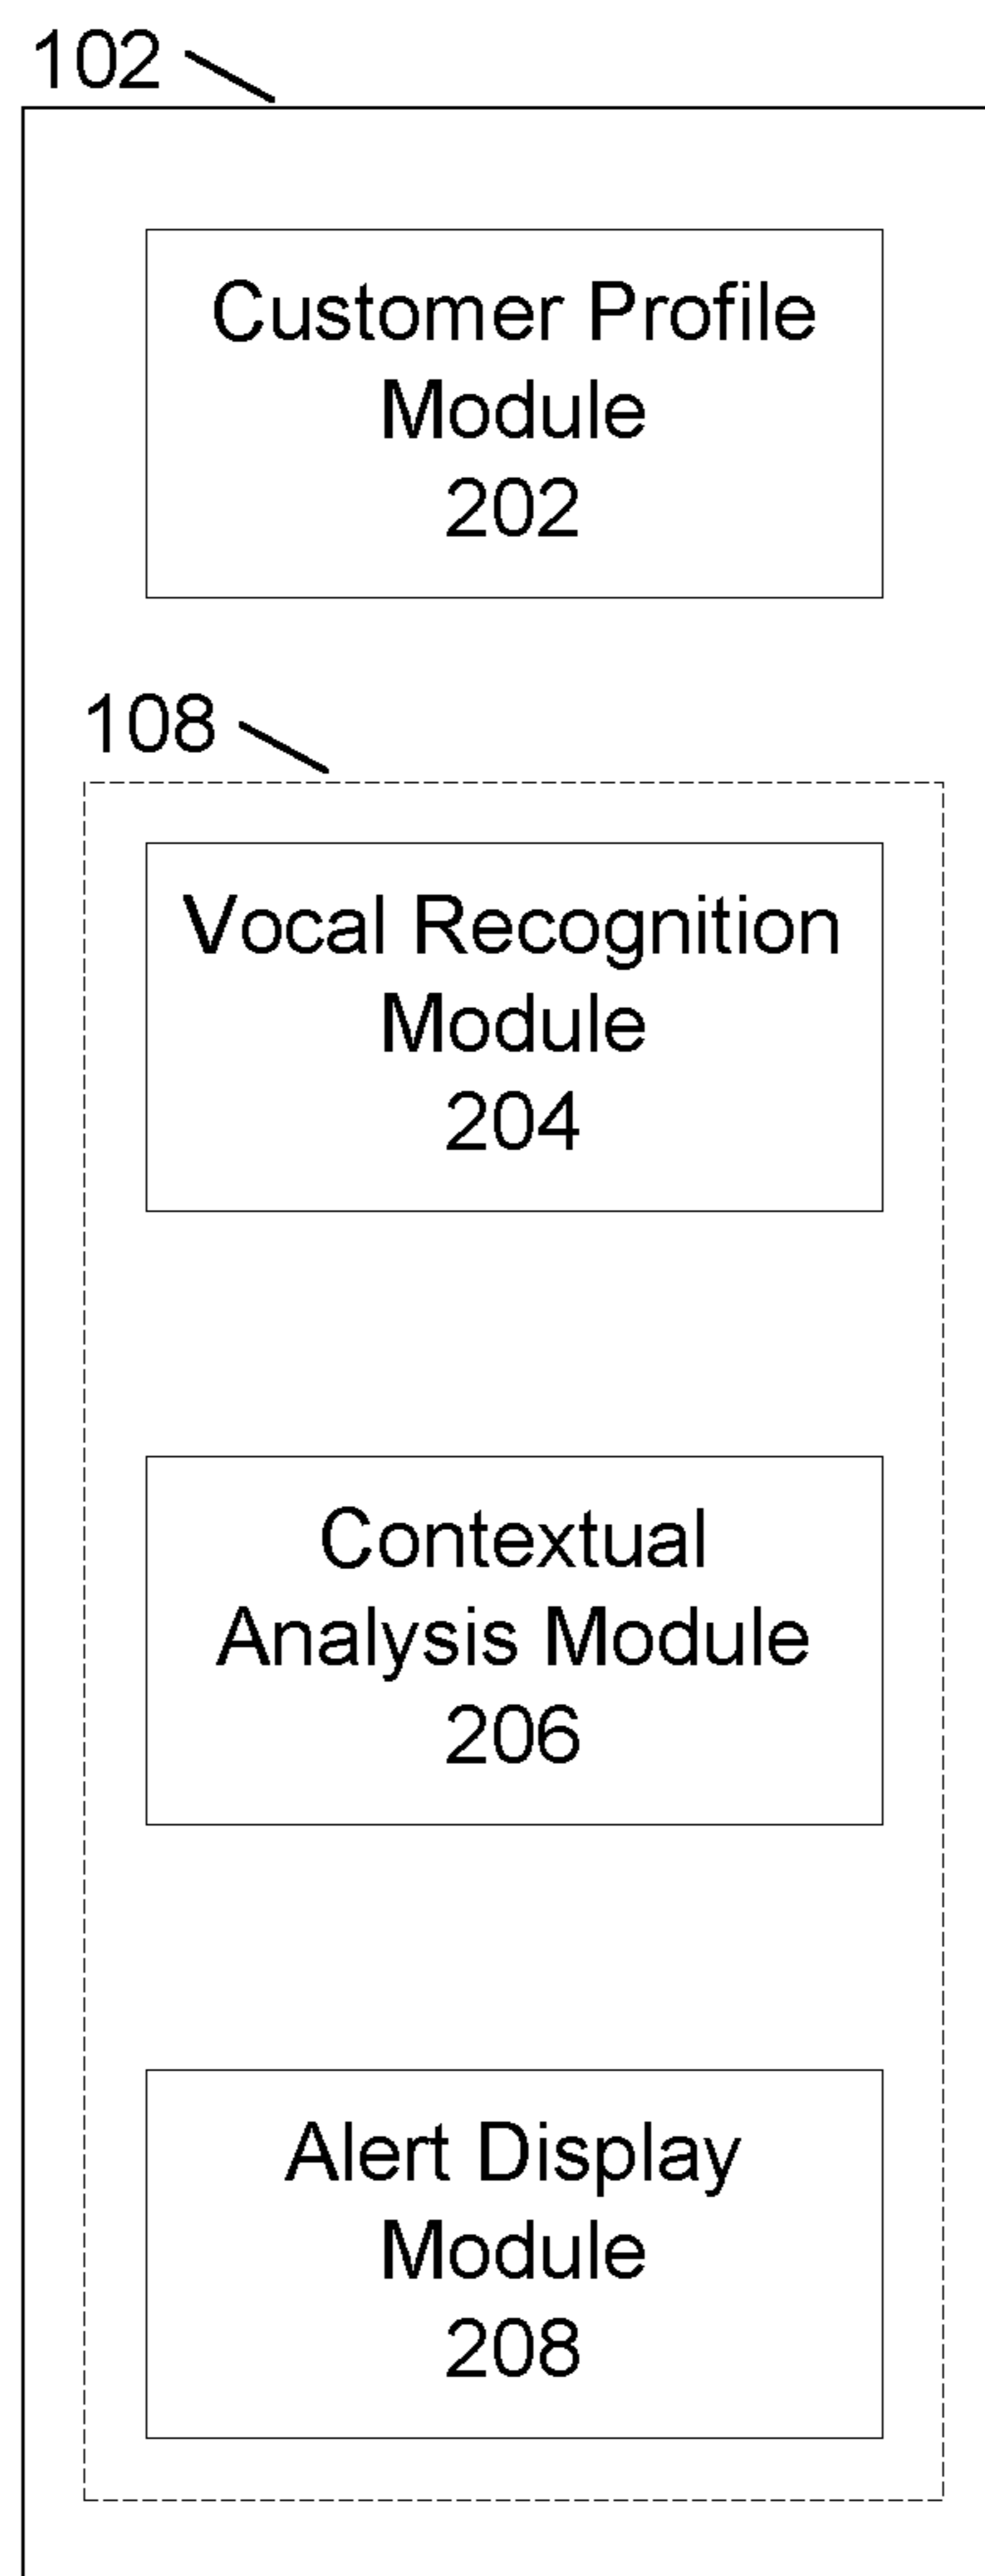 102
Customer Profile
Module
202
108
Vocal Recognition
Module
204
Contextual
Analysis Module
206
Alert Display
Module
208